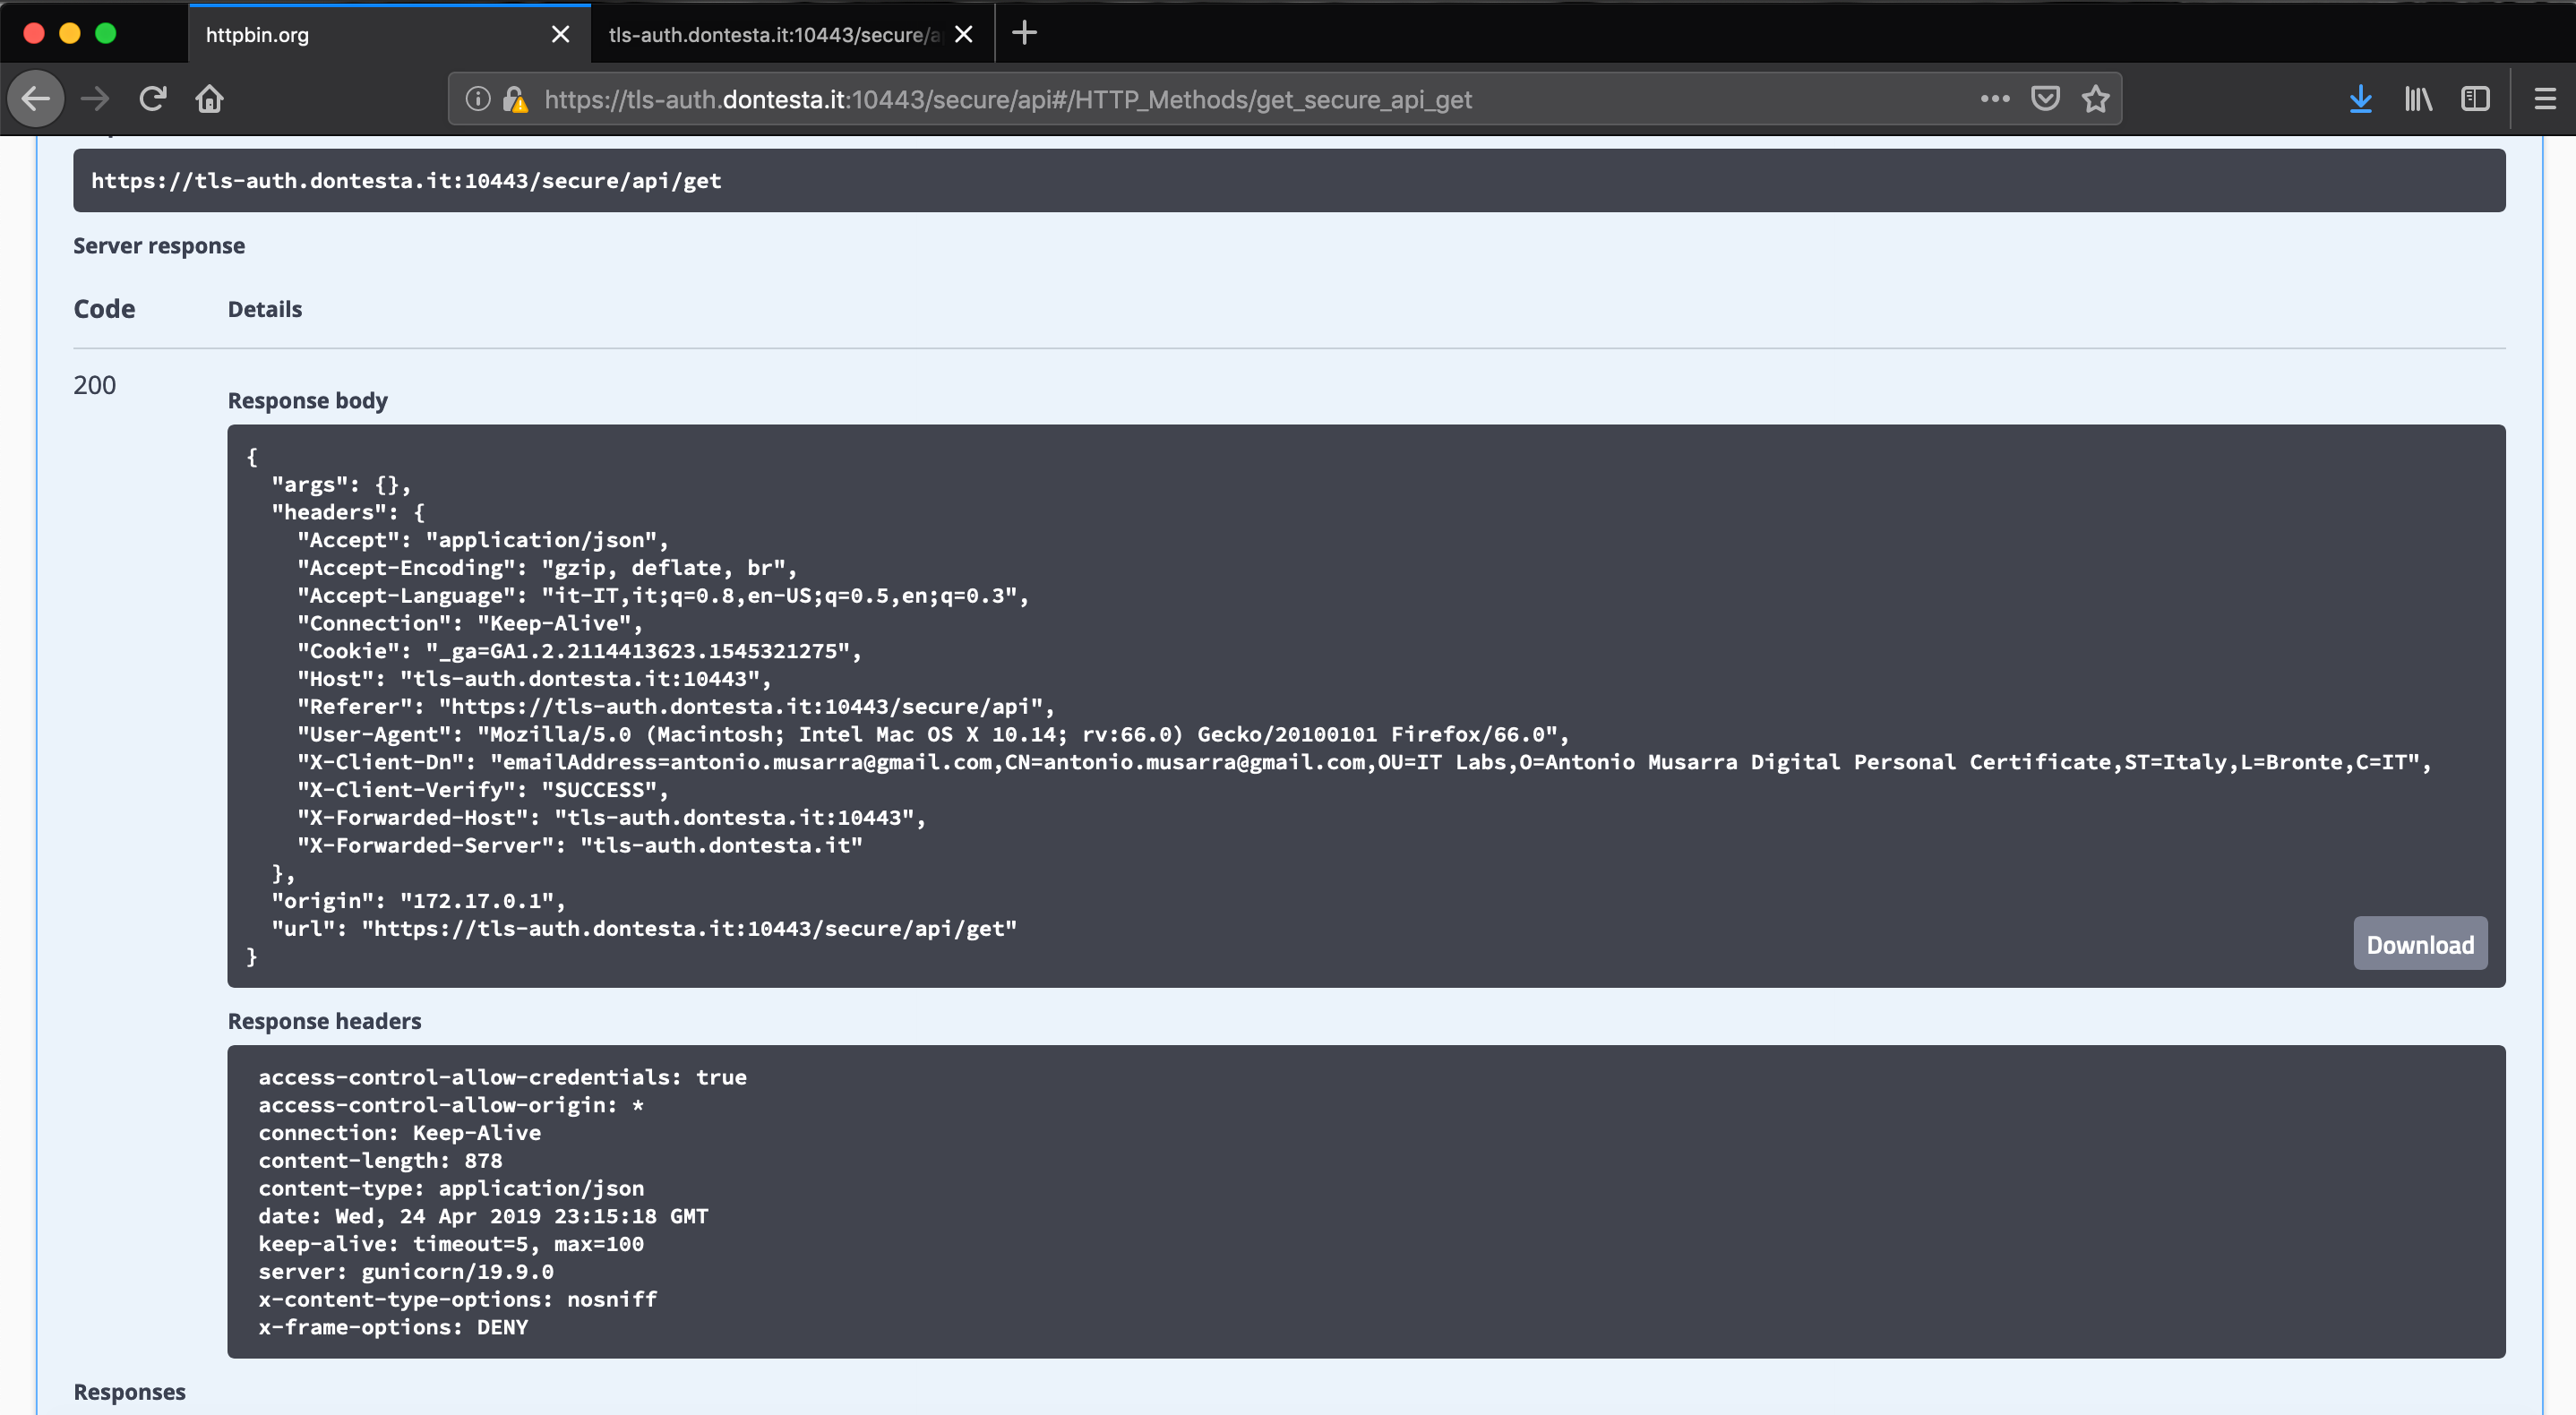 httpbin.org
tls-auth.dontesta.it:10443/secure/a
https://tls-auth.dontesta.it:10443/secure/api#/HTTP_Methods/get_secure_api_get
https://tls-auth.dontesta.it:10443/secure/api/get
Server response
Code Details
200
Response body
{
  "args": {},
  "headers": {
    "Accept": "application/json",
    "Accept-Encoding": "gzip, deflate, br",
    "Accept-Language": "it-IT,it;q=0.8,en-US;q=0.5,en;q=0.3",
    "Connection": "Keep-Alive",
    "Cookie": "_ga=GA1.2.2114413623.1545321275",
    "Host": "tls-auth.dontesta.it:10443",
    "Referer": "https://tls-auth.dontesta.it:10443/secure/api",
    "User-Agent": "Mozilla/5.0 (Macintosh; Intel Mac OS X 10.14; rv:66.0) Gecko/20100101 Firefox/66.0",
    "X-Client-Dn": "emailAddress=antonio.musarra@gmail.com,CN=antonio.musarra@gmail.com,OU=IT Labs,O=Antonio Musarra Digital Personal Certificate,ST=Italy,L=Bronte,C=IT",
    "X-Client-Verify": "SUCCESS",
    "X-Forwarded-Host": "tls-auth.dontesta.it:10443",
    "X-Forwarded-Server": "tls-auth.dontesta.it"
  },
  "origin": "172.17.0.1",
  "url": "https://tls-auth.dontesta.it:10443/secure/api/get"
}
Download
Response headers
access-control-allow-credentials: true
access-control-allow-origin: *
connection: Keep-Alive
content-length: 878
content-type: application/json
date: Wed, 24 Apr 2019 23:15:18 GMT
keep-alive: timeout=5, max=100
server: gunicorn/19.9.0
x-content-type-options: nosniff
x-frame-options: DENY
Responses